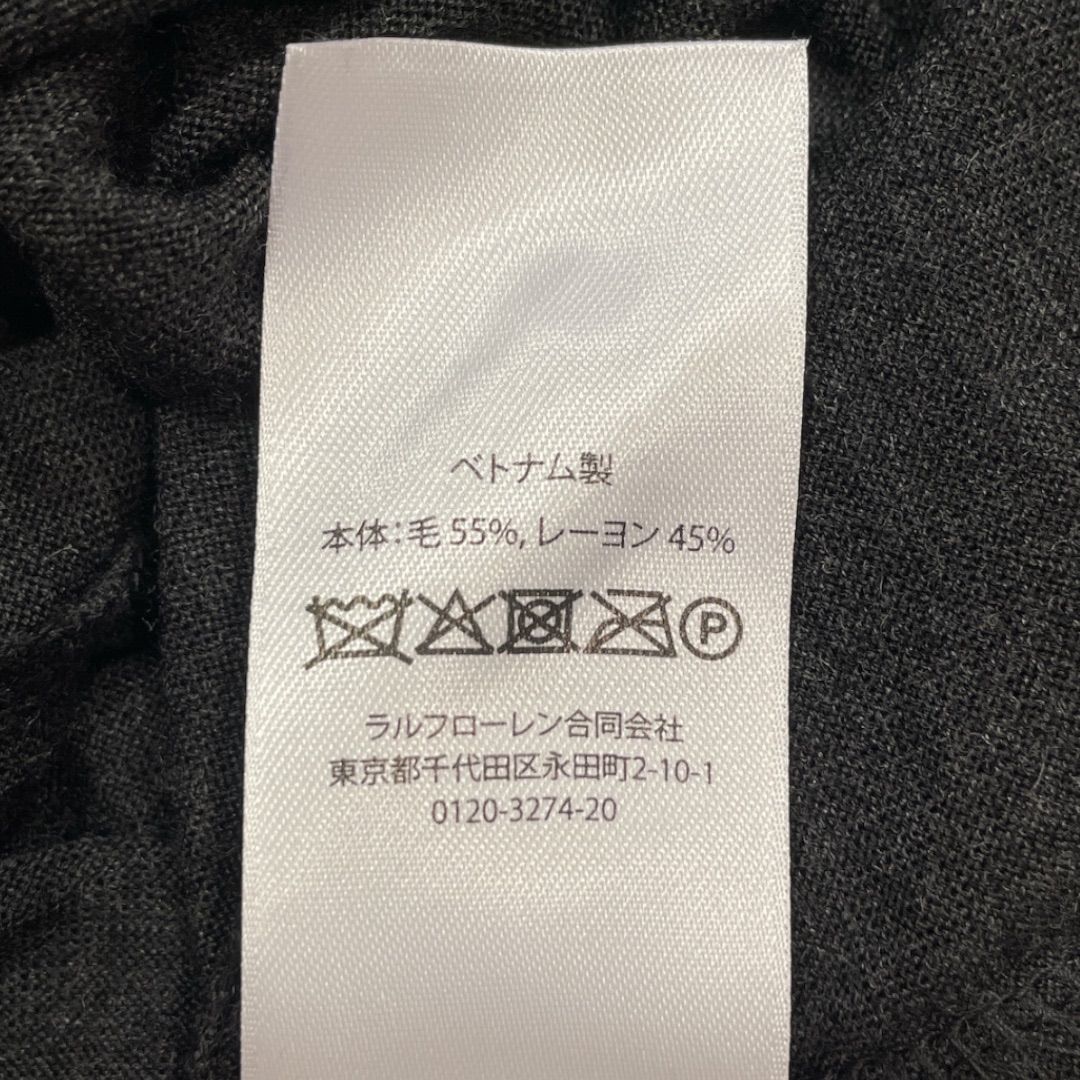 ベトナム製
本体：毛 55%, レーヨン 45%
P
ラルフローレン合同会社
東京都千代田区永田町2-10-1
0120-3274-20